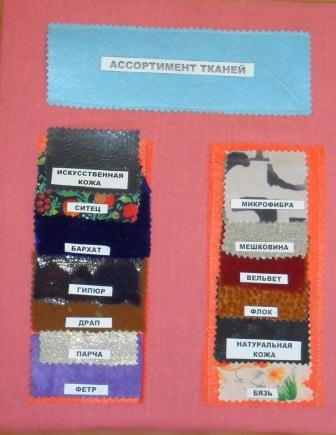 АССОРТИМЕНТ ТКАНЕЙ
ИСКУССТВЕННАЯ
КОЖА
СИТЕЦ
БАРХАТ
ГИПЮР
ДРАП
ПАРЧА
ФЕТР
МИКРОФИБРА
МЕШКОВИНА
ВЕЛЬВЕТ
ФЛОК
НАТУРАЛЬНАЯ
КОЖА
БЯЗЬ